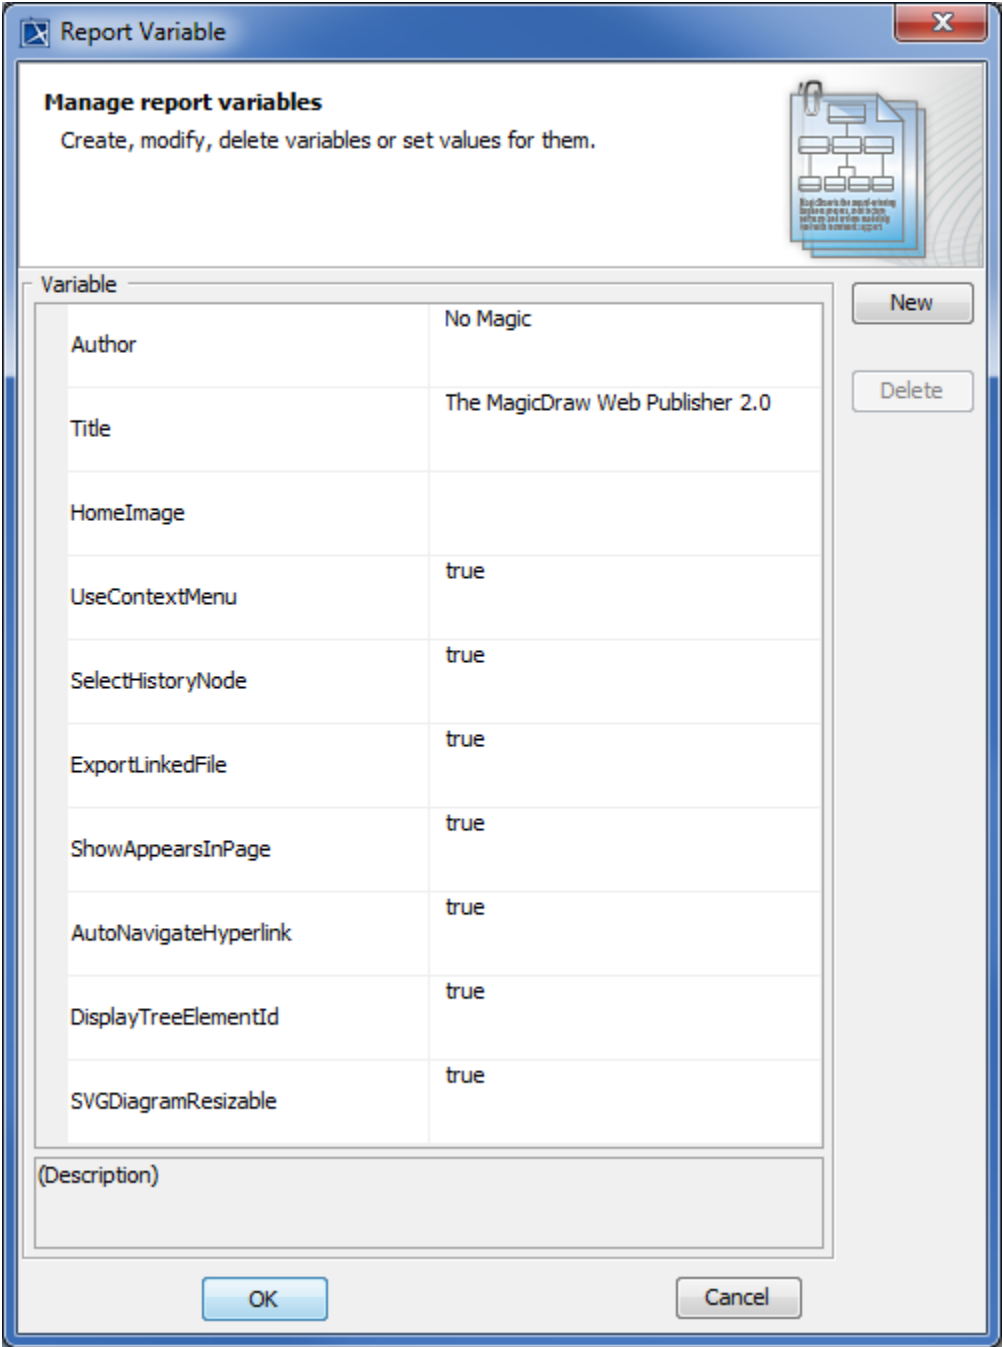 Report Variable
Manage report variables
Create, modify, delete variables or set values for them.
Variable
New
Delete
Author
No Magic
Title
The MagicDraw Web Publisher 2.0
HomeImage
UseContextMenu
true
SelectHistoryNode
true
ExportLinkedFile
true
ShowAppearsInPage
true
AutoNavigateHyperlink
true
DisplayTreeElementId
true
SVGDiagramResizable
true
(Description)
OK
Cancel